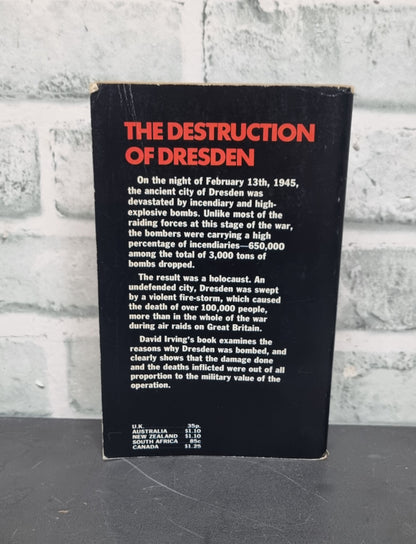 THE DESTRUCTION
OF DRESDEN
On the night of February 13th, 1945,
the ancient city of Dresden was
devastated by incendiary and high-
explosive bombs. Unlike most of the
raiding forces at this stage of the war,
the bombers were carrying a high
percentage of incendiaries—650,000
among the total of 3,000 tons of
bombs dropped.
The result was a holocaust. An
undefended city, Dresden was swept
by a violent fire-storm, which caused
the death of over 100,000 people,
more than in the whole of the war
during air raids on Great Britain.
David Irving's book examines the
reasons why Dresden was bombed, and
clearly shows that the damage done
and the deaths inflicted were out of all
proportion to the military value of the
operation.
U.K. 35p.
AUSTRALIA $1.10
NEW ZEALAND $1.10
SOUTH AFRICA 85c
CANADA $1.25